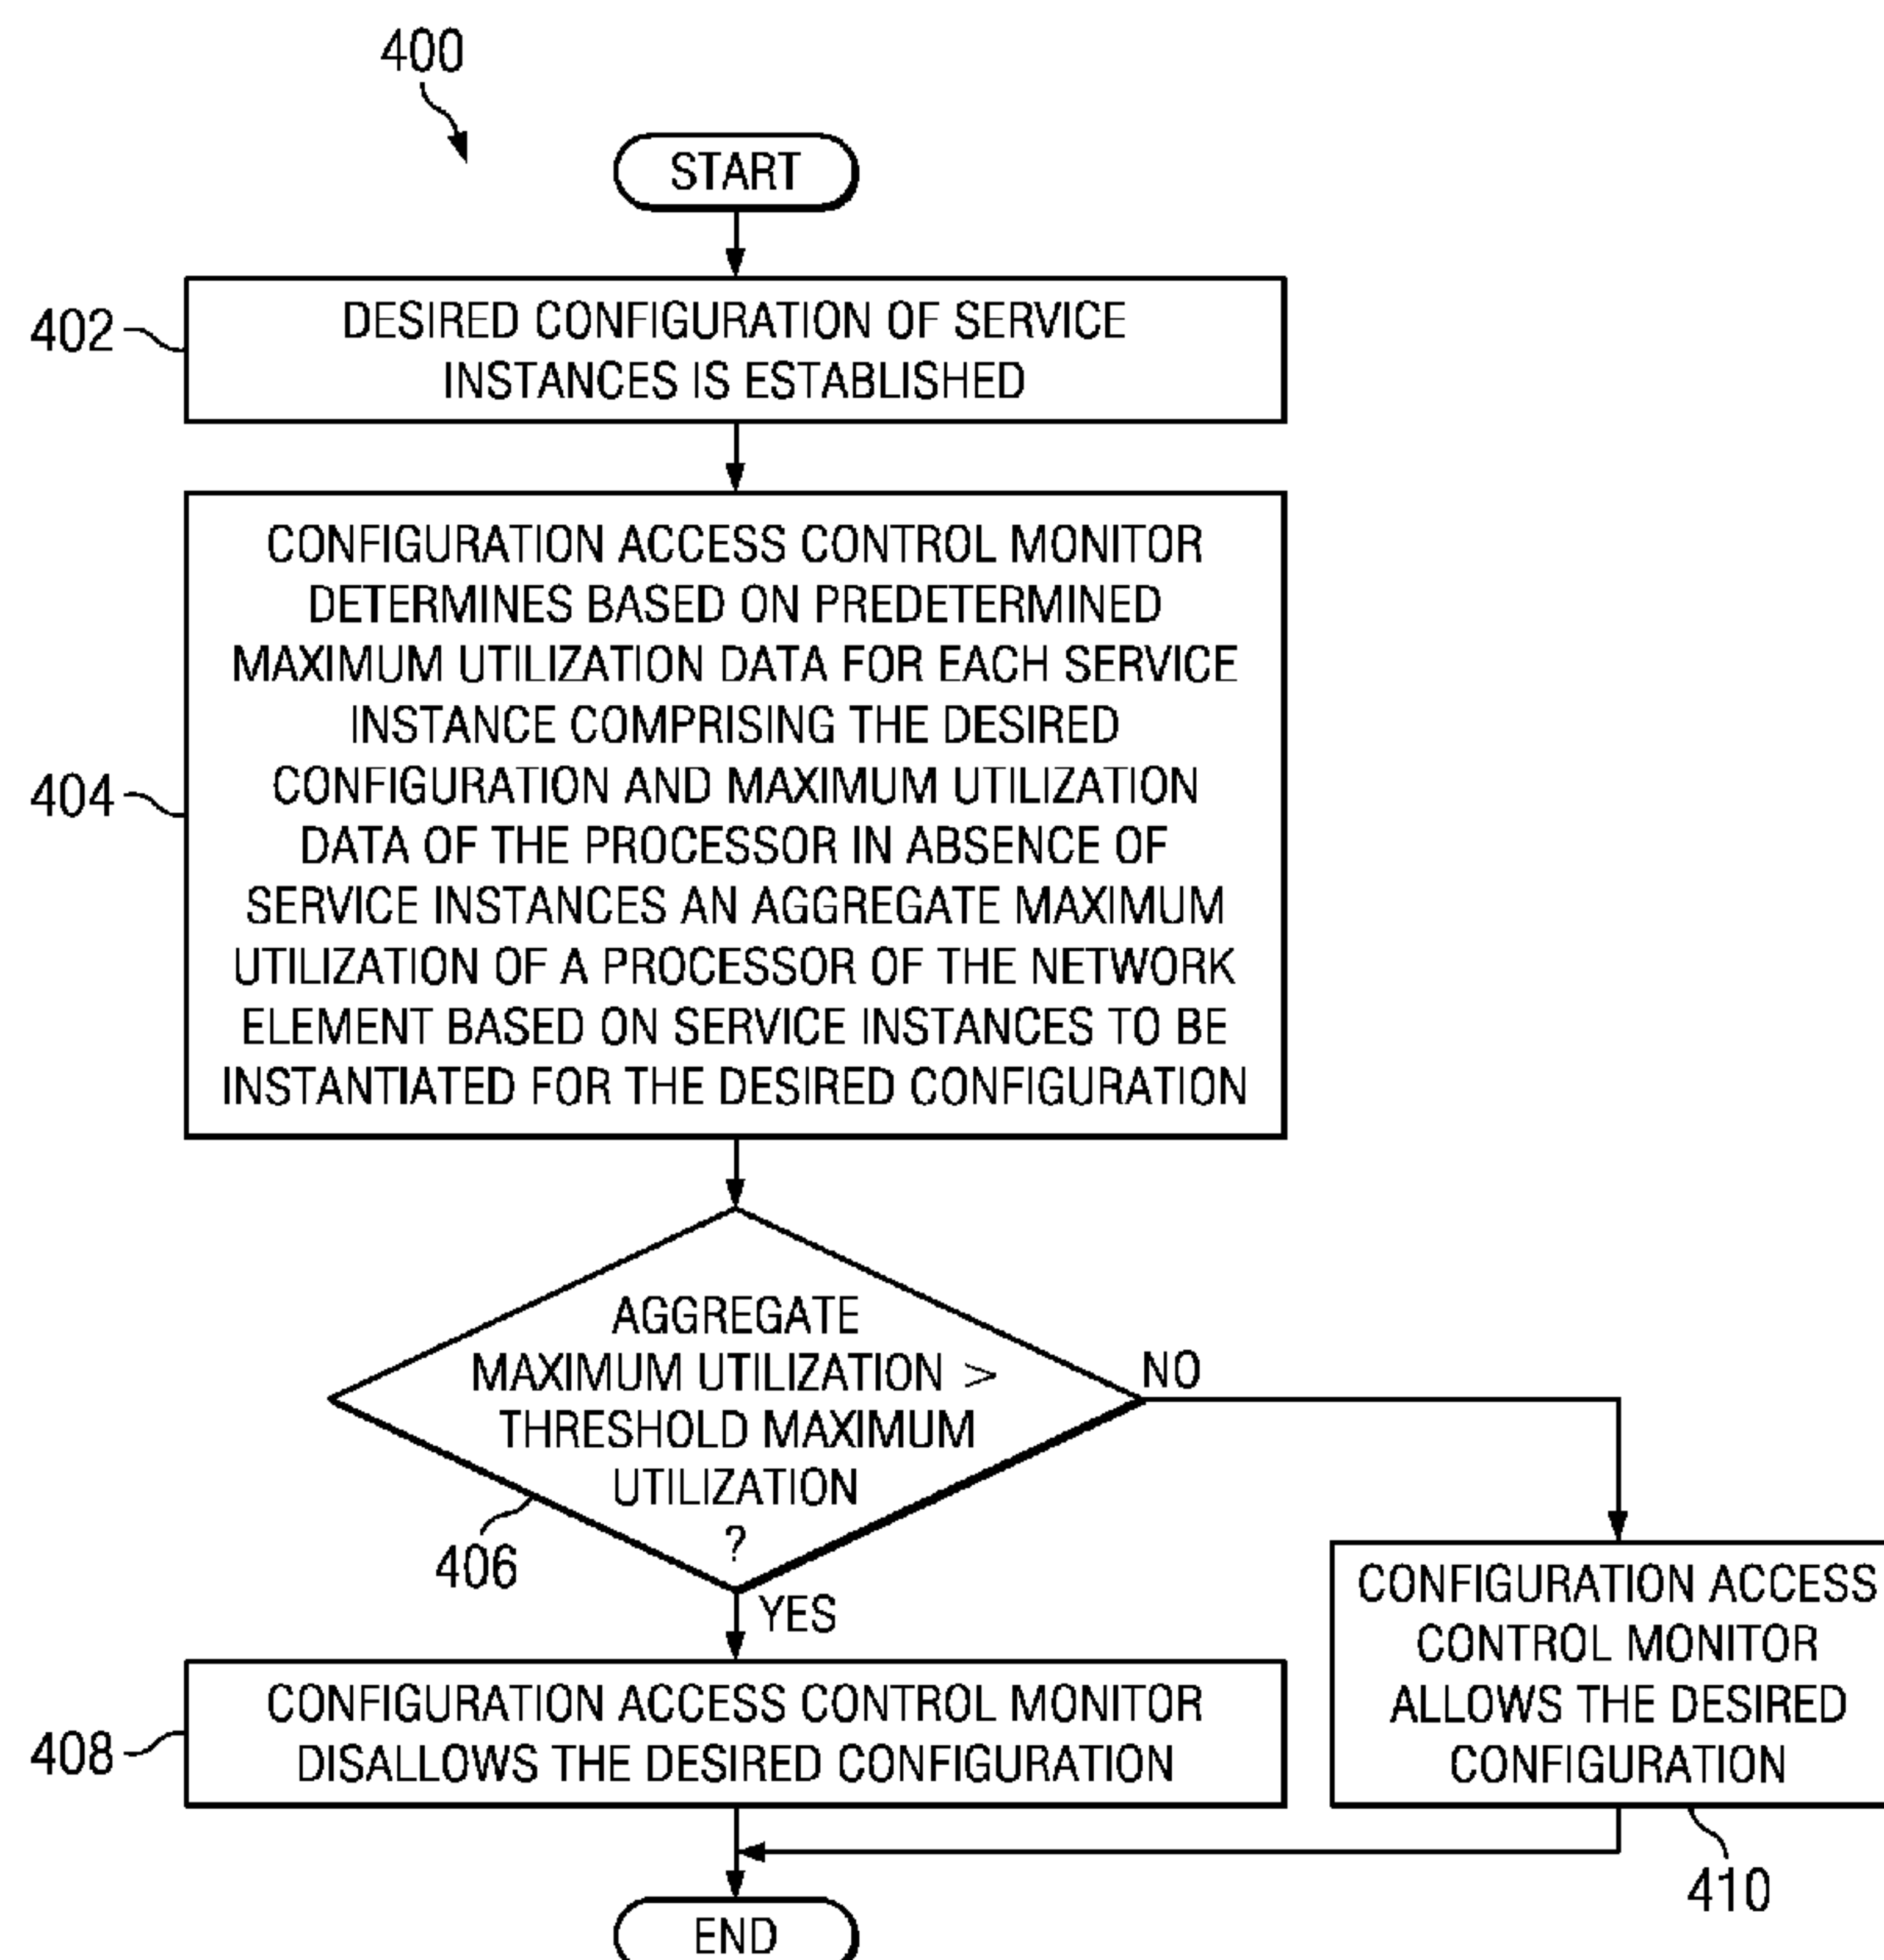 400
START
402
DESIRED CONFIGURATION OF SERVICE
INSTANCES IS ESTABLISHED
404
CONFIGURATION ACCESS CONTROL MONITOR
DETERMINES BASED ON PREDETERMINED
MAXIMUM UTILIZATION DATA FOR EACH SERVICE
INSTANCE COMPRISING THE DESIRED
CONFIGURATION AND MAXIMUM UTILIZATION
DATA OF THE PROCESSOR IN ABSENCE OF
SERVICE INSTANCES AN AGGREGATE MAXIMUM
UTILIZATION OF A PROCESSOR OF THE NETWORK
ELEMENT BASED ON SERVICE INSTANCES TO BE
INSTANTIATED FOR THE DESIRED CONFIGURATION
AGGREGATE
MAXIMUM UTILIZATION >
THRESHOLD MAXIMUM
UTILIZATION
?
406
NO
YES
408
CONFIGURATION ACCESS CONTROL MONITOR
DISALLOWS THE DESIRED CONFIGURATION
CONFIGURATION ACCESS
CONTROL MONITOR
ALLOWS THE DESIRED
CONFIGURATION
410
END